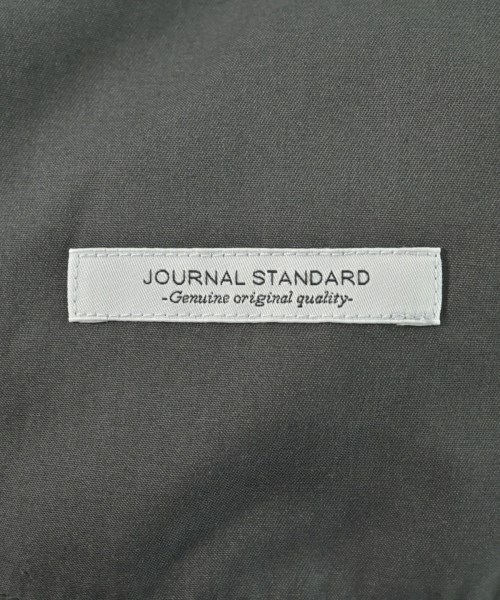 JOURNAL STANDARD
-Genuine original quality-